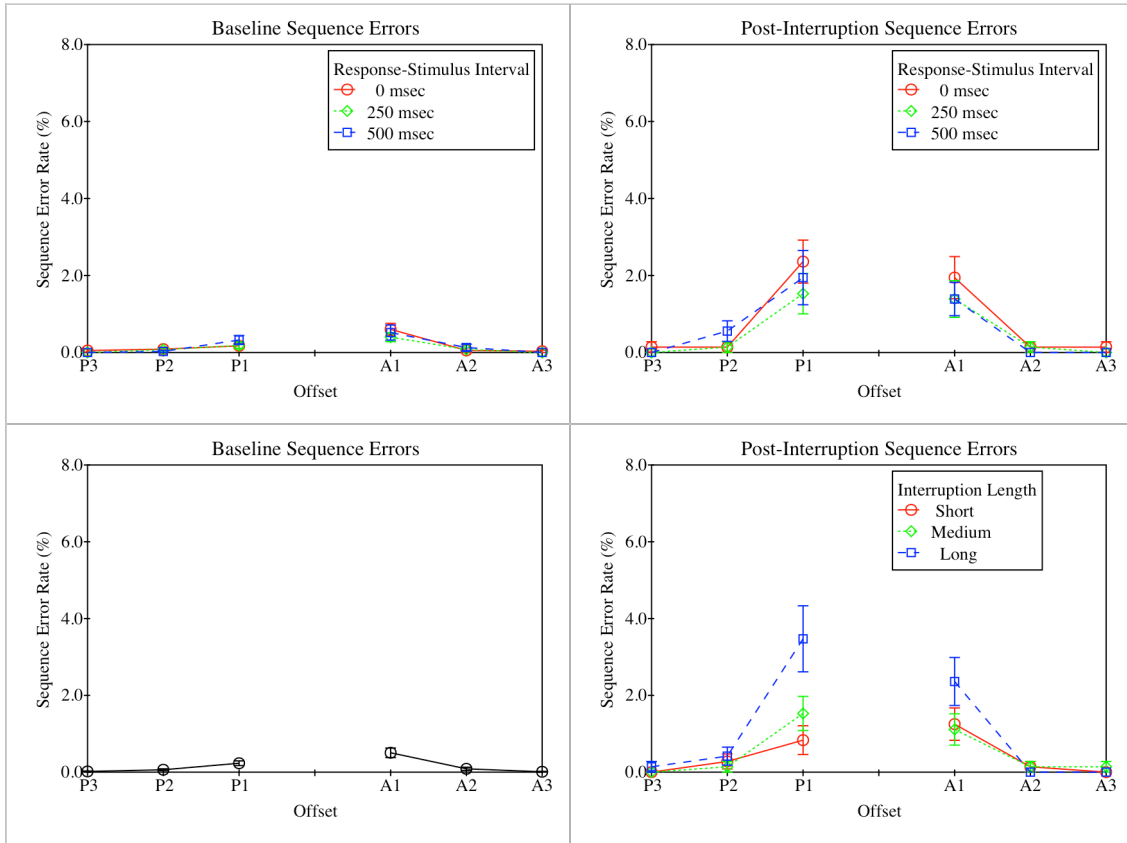 Baseline Sequence Errors
8.0
6.0
4.0
2.0
0.0
Sequence Error Rate (%)
Response-Stimulus Interval
0 msec
250 msec
500 msec
P3 P2 P1 A1 A2 A3
Offset
Post-Interruption Sequence Errors
8.0
6.0
4.0
2.0
0.0
Sequence Error Rate (%)
Response-Stimulus Interval
0 msec
250 msec
500 msec
P3 P2 P1 A1 A2 A3
Offset
Baseline Sequence Errors
8.0
6.0
4.0
2.0
0.0
Sequence Error Rate (%)
P3 P2 P1 A1 A2 A3
Offset
Post-Interruption Sequence Errors
8.0
6.0
4.0
2.0
0.0
Sequence Error Rate (%)
Interruption Length
Short
Medium
Long
P3 P2 P1 A1 A2 A3
Offset